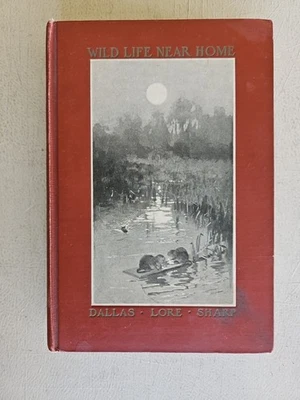 WILD LIFE NEAR HOME
DALLAS · LORE · SHARP